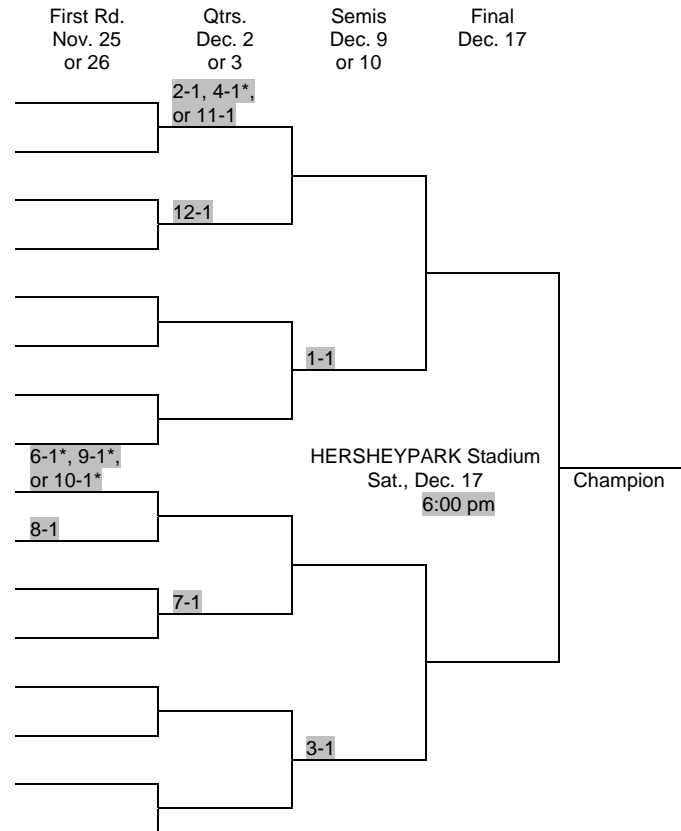 First Rd. Qtrs. Semis Final
Nov. 25 Dec. 2 Dec. 9 Dec. 17
or 26 or 3 or 10
2-1, 4-1*,
or 11-1
12-1
1-1
6-1*, 9-1*,
or 10-1*
HERSHEYPARK Stadium
Sat., Dec. 17
6:00 pm
Champion
8-1
7-1
3-1